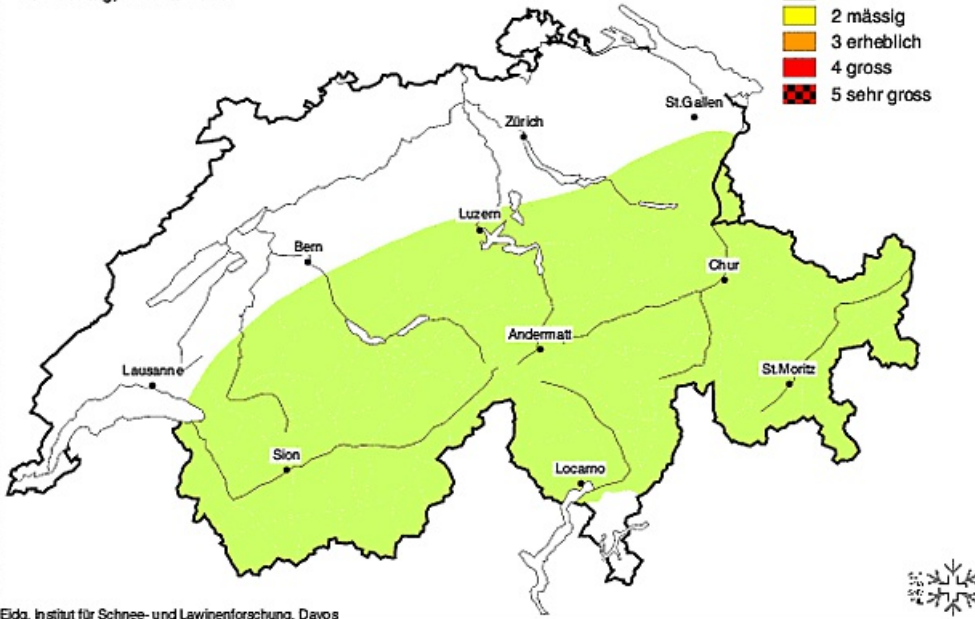 2 mässig
3 erheblich
4 gross
5 sehr gross
St.Gallen
Zürich
Luzern
Bern
Chur
Andermatt
Lausanne
St.Moritz
Sion
Locarno
Eidg. Institut für Schnee- und Lawinenforschung, Davos